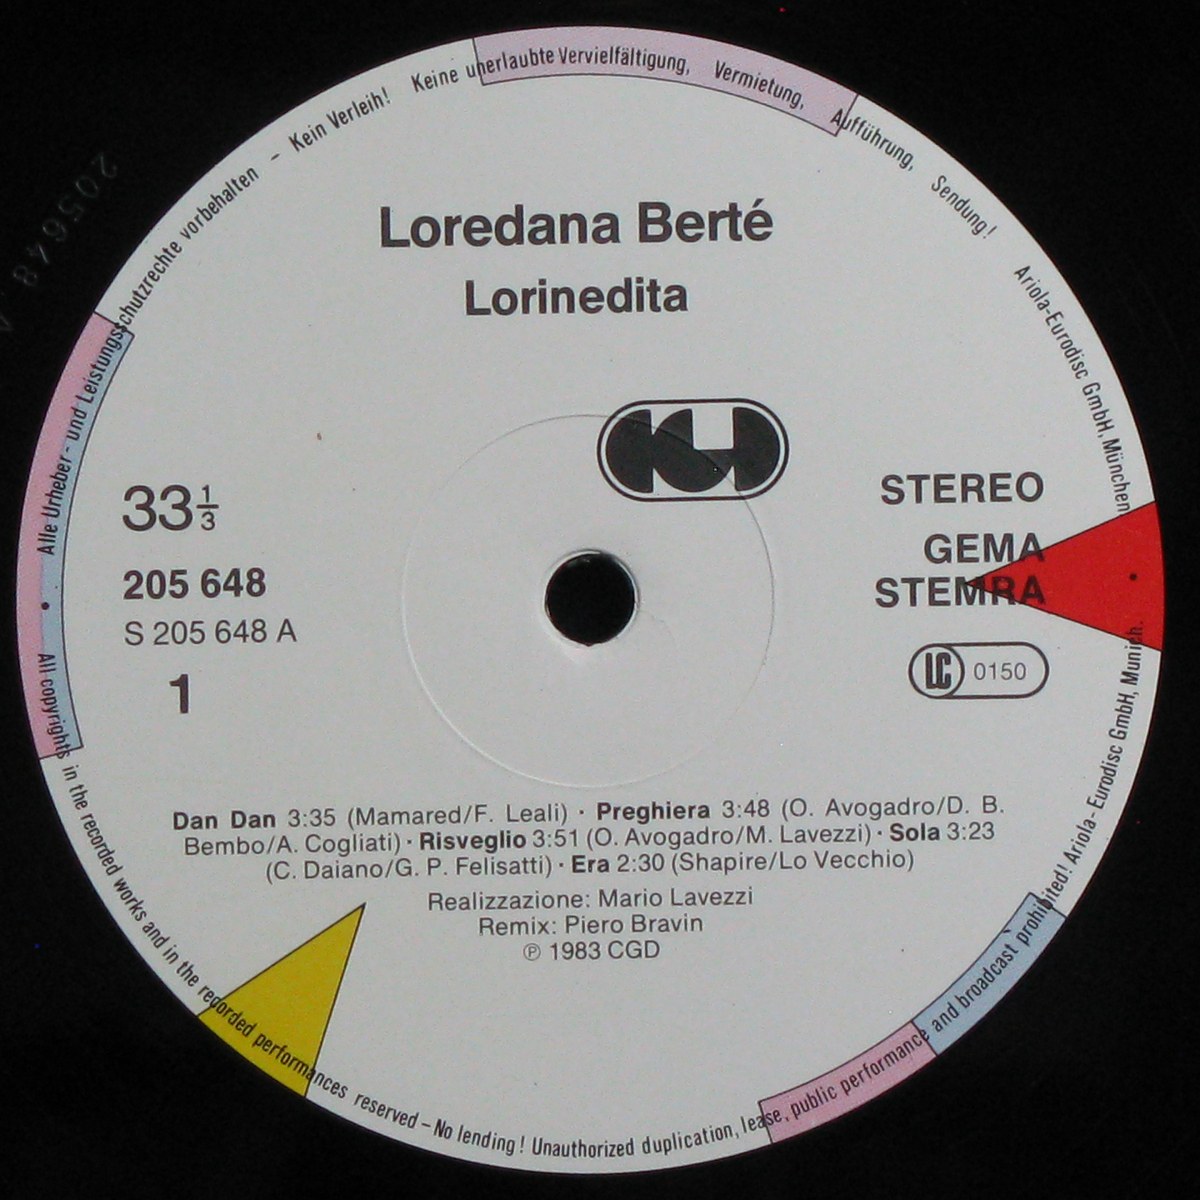 Alle Urheber- und Leistungsschutzrechte vorbehalten – Kein Verleih! Keine unerlaubte Vervielfältigung, Vermietung, Aufführung, Sendung! Ariola-Eurodisc GmbH, München •
Loredana Berté
Lorinedita
33 1/3
205 648
S 205 648 A
1
STEREO
GEMA
STEMRA
LC 0150
Dan Dan 3:35 (Mamared/F. Leali) · Preghiera 3:48 (O. Avogadro/D. B.
Bembo/A. Cogliati) · Risveglio 3:51 (O. Avogadro/M. Lavezzi) · Sola 3:23
(C. Daiano/G. P. Felisatti) · Era 2:30 (Shapire/Lo Vecchio)
Realizzazione: Mario Lavezzi
Remix: Piero Bravin
℗ 1983 CGD
• All copyrights in the recorded works and in the recorded performances reserved – No lending! Unauthorized duplication, lease, public performance and broadcast prohibited! Ariola-Eurodisc GmbH, Munich.
205648